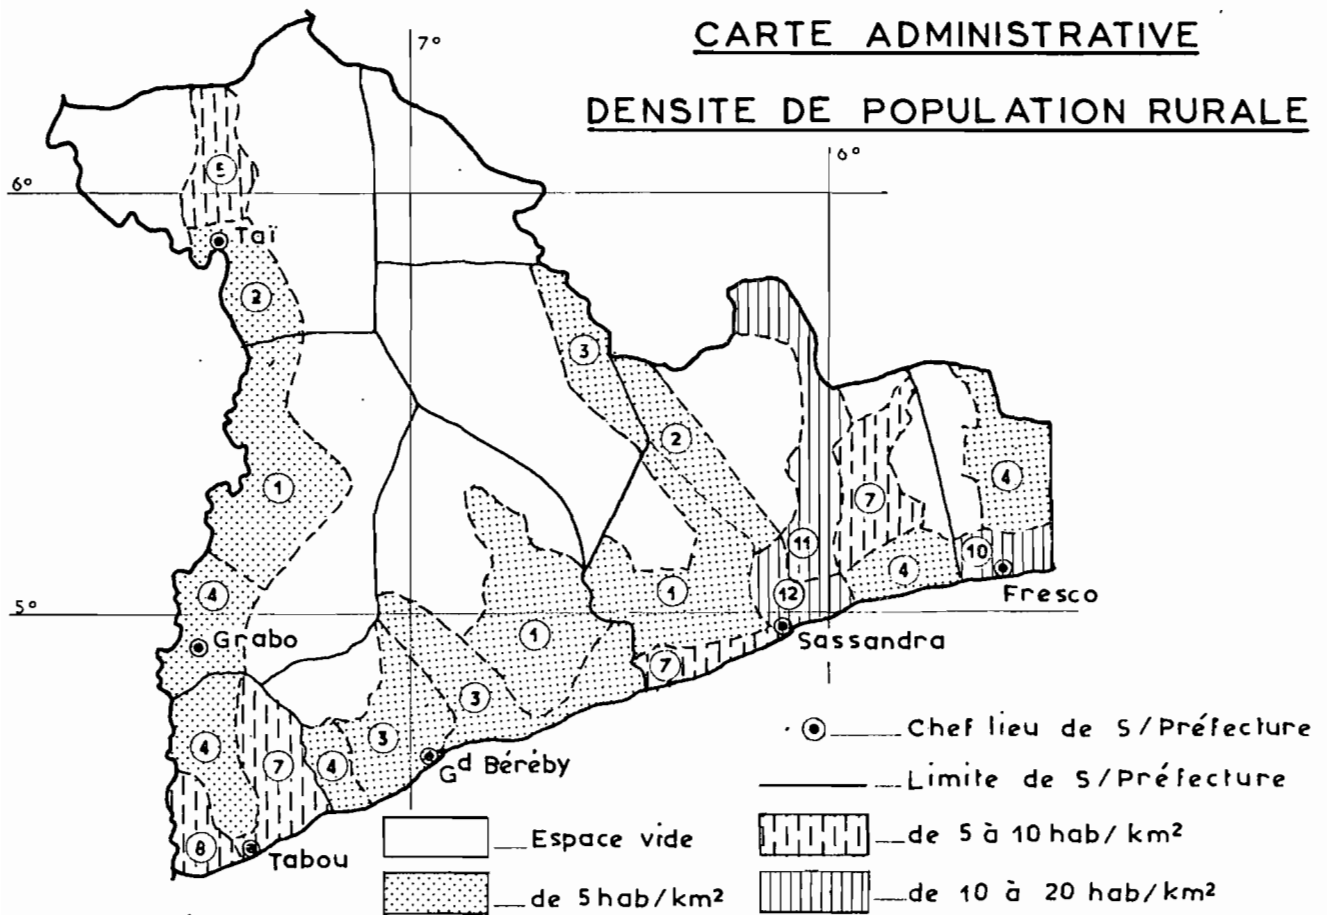 CARTE ADMINISTRATIVE
DENSITE DE POPULATION RURALE
7°
6°
6°
5
Taï
2
3
2
1
4
7
11
10
4
Fresco
12
1
4
5°
Grabo
1
Sassandra
7
3
4
7
4
3
Gd Béréby
8
Tabou
Chef lieu de S/Préfecture
Limite de S/Préfecture
Espace vide
de 5 à 10 hab/km²
de 5hab/km²
de 10 à 20 hab/km²